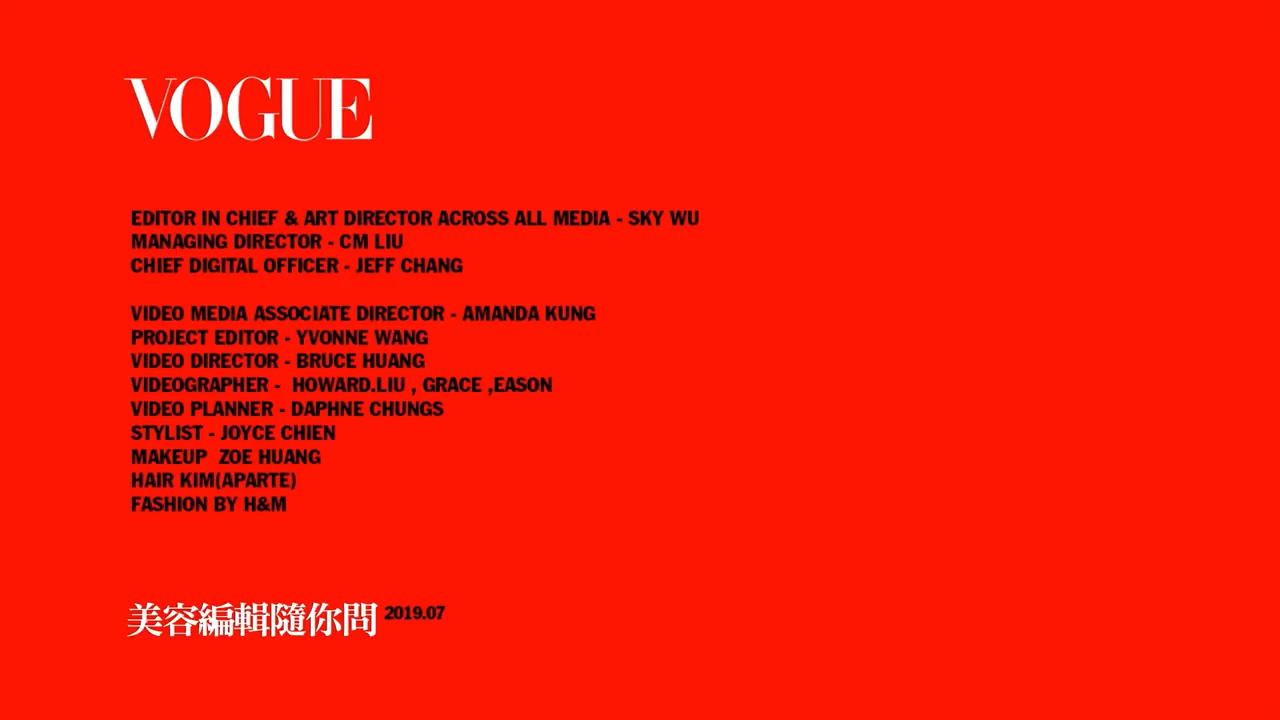 VOGUE
EDITOR IN CHIEF & ART DIRECTOR ACROSS ALL MEDIA - SKY WU
MANAGING DIRECTOR - CM LIU
CHIEF DIGITAL OFFICER - JEFF CHANG
VIDEO MEDIA ASSOCIATE DIRECTOR - AMANDA KUNG
PROJECT EDITOR - YVONNE WANG
VIDEO DIRECTOR - BRUCE HUANG
VIDEOGRAPHER -  HOWARD.LIU , GRACE ,EASON
VIDEO PLANNER - DAPHNE CHUNGS
STYLIST - JOYCE CHIEN
MAKEUP  ZOE HUANG
HAIR KIM(APARTE)
FASHION BY H&M
美容編輯隨你問 2019.07